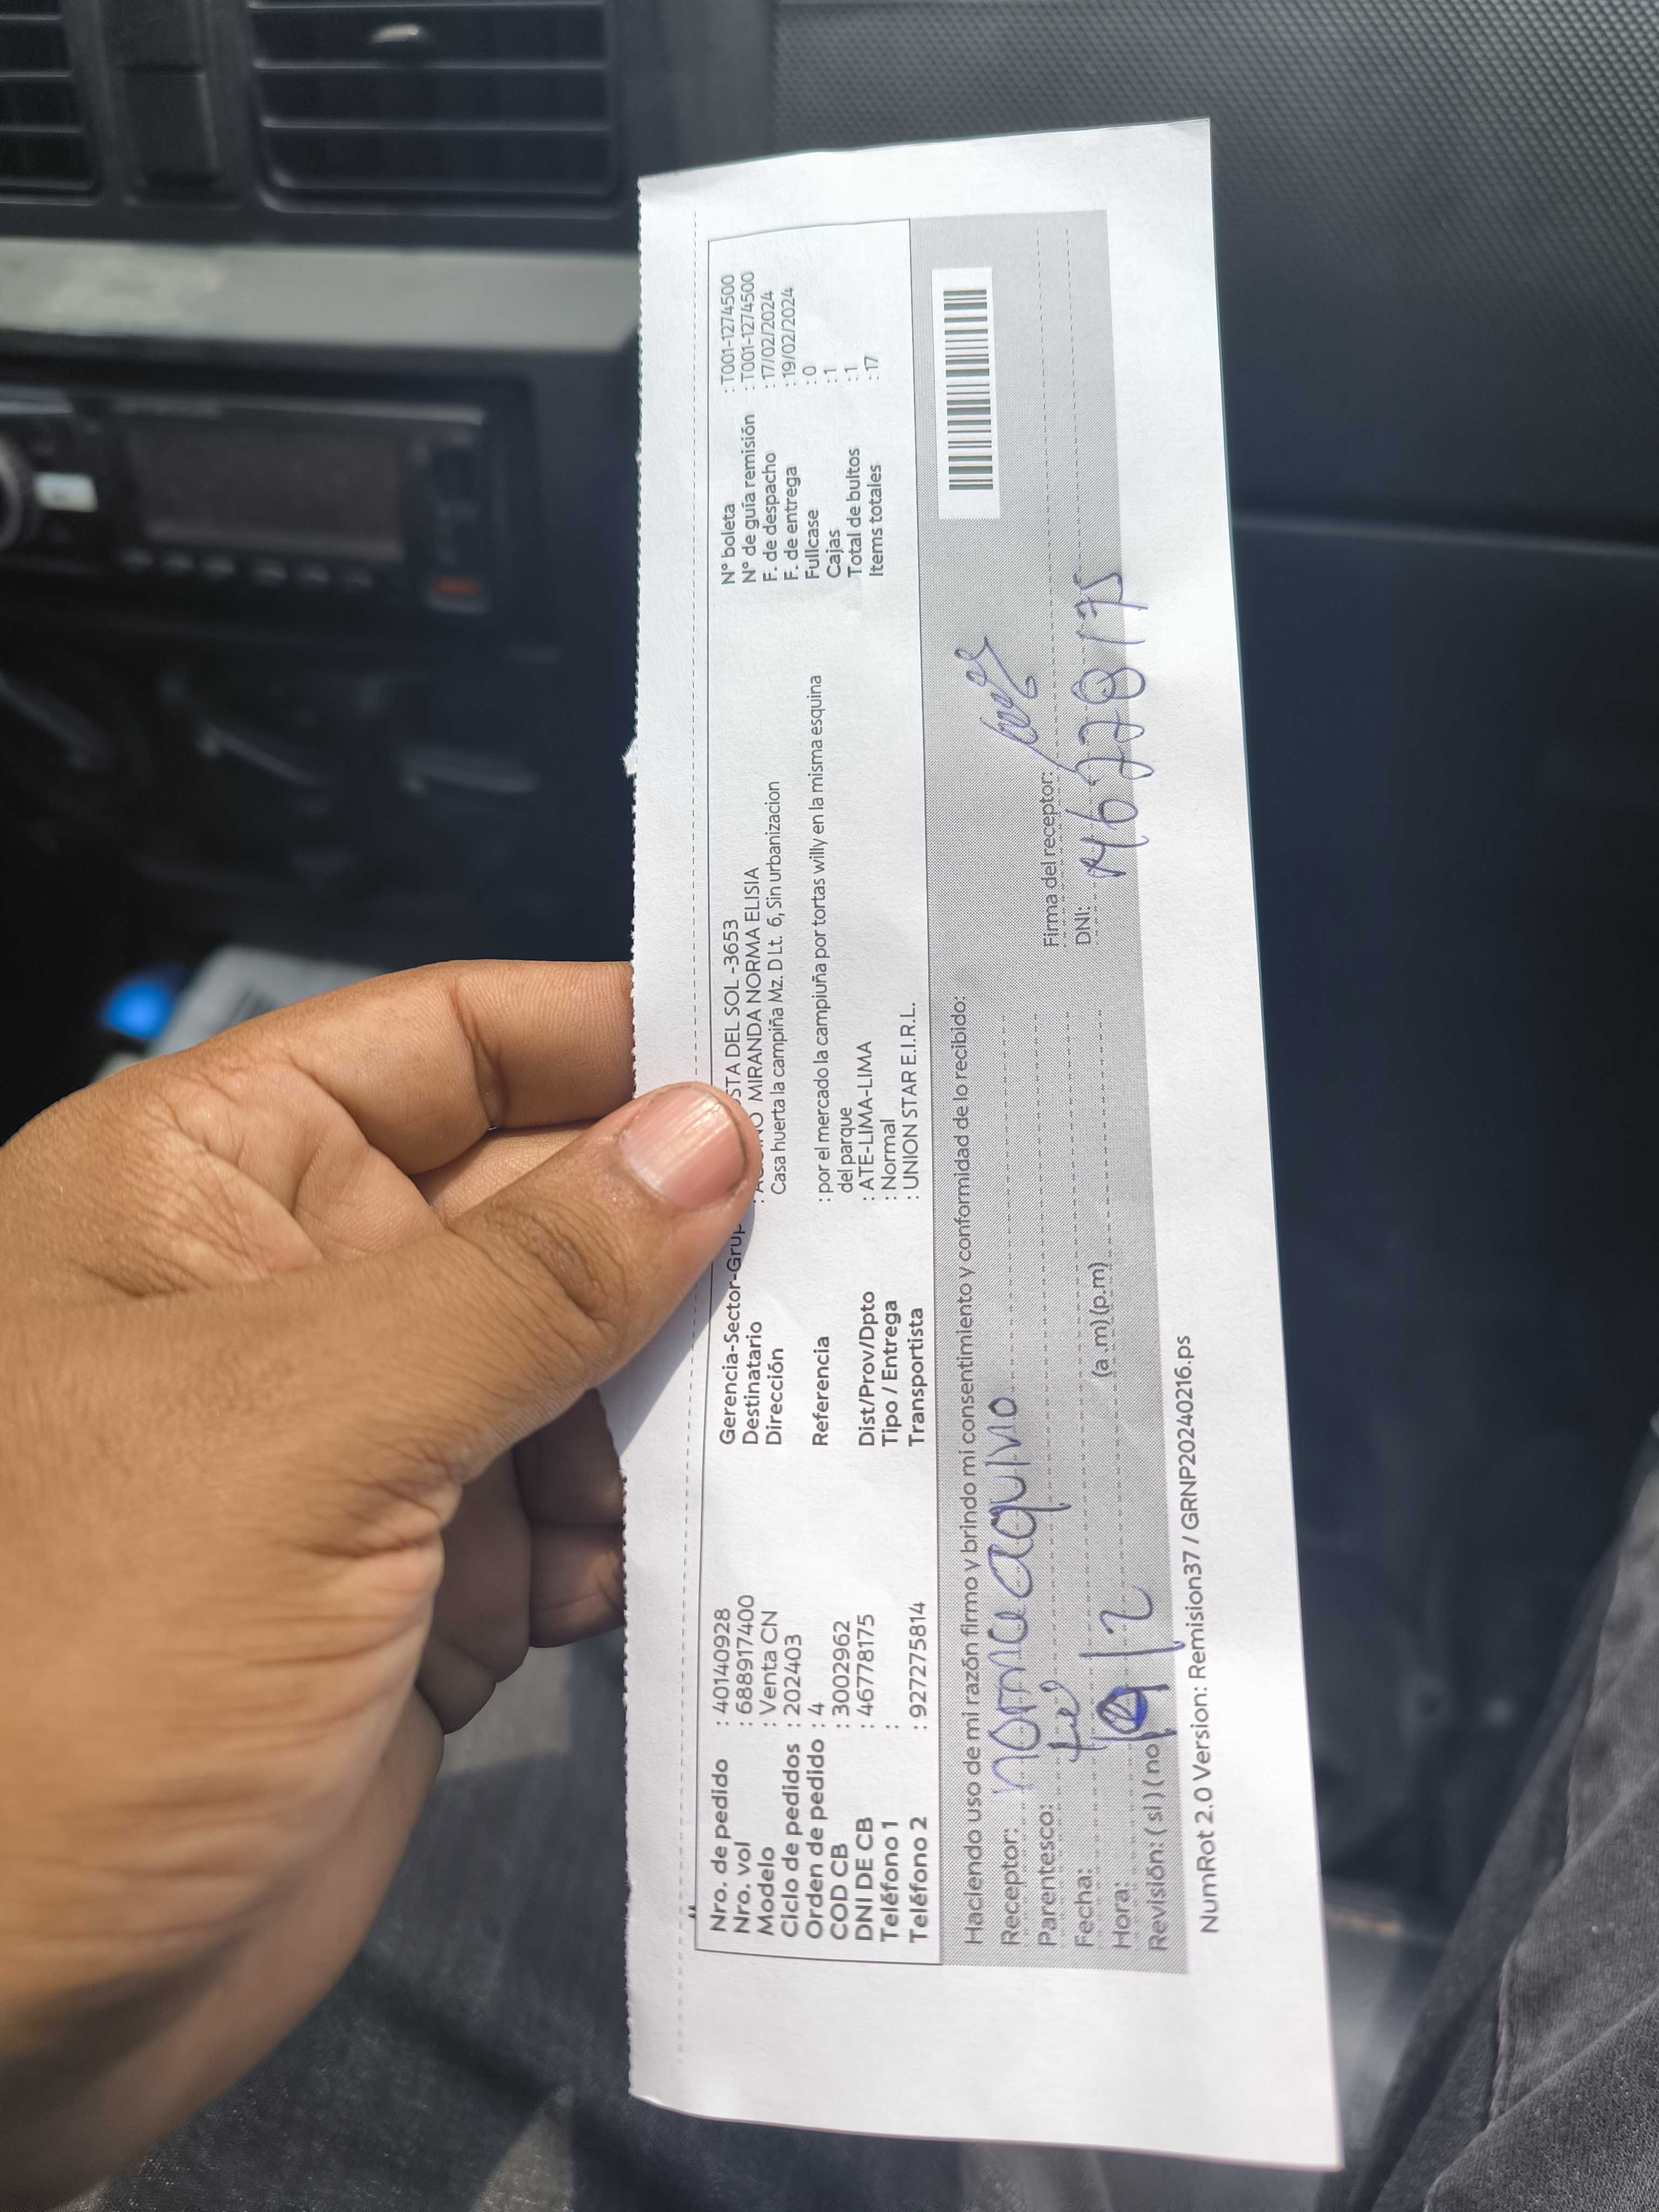 Nro. de pedido : 40140928
Nro. vol : 688917400
Modelo : Venta CN
Ciclo de pedidos : 202403
Orden de pedido : 4
COD CB : 3002962
DNI DE CB : 46778175
Teléfono 1 :
Teléfono 2 : 927275814
Gerencia-Sector-Grup STA DEL SOL -3653
Destinatario MIRANDA NORMA ELISIA
Dirección Casa huerta la campiña Mz. D Lt. 6, Sin urbanizacion
Referencia : por el mercado la campiuña por tortas willy en la misma esquina
del parque
Dist/Prov/Dpto : ATE-LIMA-LIMA
Tipo / Entrega : Normal
Transportista : UNION STAR E.I.R.L.
N° boleta : T001-1274500
N° de guía remisión : T001-1274500
F. de despacho : 17/02/2024
F. de entrega : 19/02/2024
Fullcase : 0
Cajas : 1
Total de bultos : 1
Items totales : 17
Haciendo uso de mi razón firmo y brindo mi consentimiento y conformidad de lo recibido:
Receptor: norma aquino
Parentesco:
Fecha: 19/2
Hora: (a.m) (p.m)
Revisión: ( si ) ( no
Firma del receptor:
DNI: 46778175
NumRot 2.0 Version: Remision37 / GRNP20240216.ps